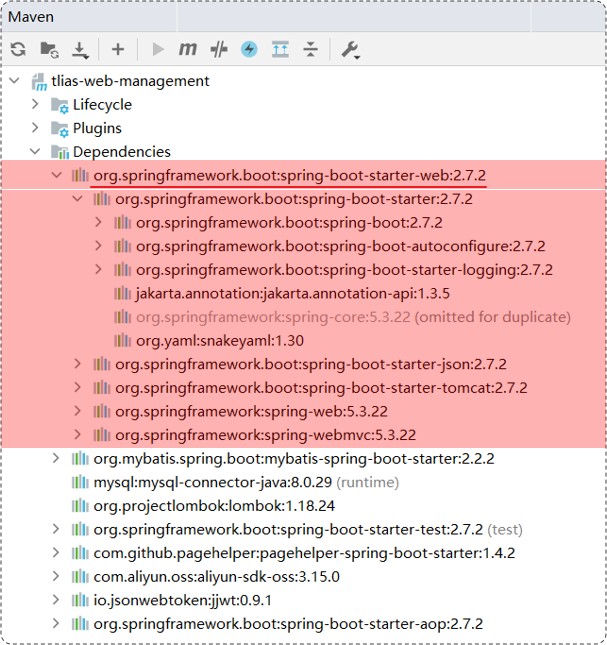 Maven
tlias-web-management
Lifecycle
Plugins
Dependencies
org.springframework.boot:spring-boot-starter-web:2.7.2
org.springframework.boot:spring-boot-starter:2.7.2
org.springframework.boot:spring-boot:2.7.2
org.springframework.boot:spring-boot-autoconfigure:2.7.2
org.springframework.boot:spring-boot-starter-logging:2.7.2
jakarta.annotation:jakarta.annotation-api:1.3.5
org.springframework:spring-core:5.3.22 (omitted for duplicate)
org.yaml:snakeyaml:1.30
org.springframework.boot:spring-boot-starter-json:2.7.2
org.springframework.boot:spring-boot-starter-tomcat:2.7.2
org.springframework:spring-web:5.3.22
org.springframework:spring-webmvc:5.3.22
org.mybatis.spring.boot:mybatis-spring-boot-starter:2.2.2
mysql:mysql-connector-java:8.0.29 (runtime)
org.projectlombok:lombok:1.18.24
org.springframework.boot:spring-boot-starter-test:2.7.2 (test)
com.github.pagehelper:pagehelper-spring-boot-starter:1.4.2
com.aliyun.oss:aliyun-sdk-oss:3.15.0
io.jsonwebtoken:jjwt:0.9.1
org.springframework.boot:spring-boot-starter-aop:2.7.2